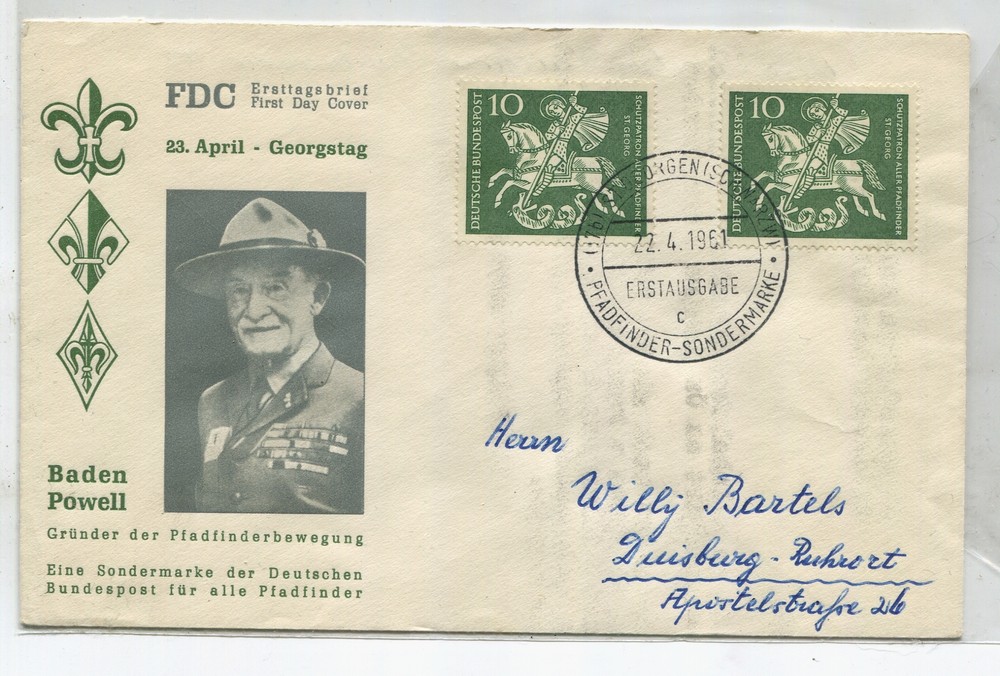 FDC Ersttagsbrief
First Day Cover
23. April - Georgstag
Baden
Powell
Gründer der Pfadfinderbewegung
Eine Sondermarke der Deutschen
Bundespost für alle Pfadfinder
10
DEUTSCHE BUNDESPOST
SCHUTZPATRON ALLER PFADFINDER
ST. GEORG
10
DEUTSCHE BUNDESPOST
SCHUTZPATRON ALLER PFADFINDER
ST. GEORG
22.4.1961
ERSTAUSGABE
c
PFADFINDER-SONDERMARKE
Herrn
Willy Bartels
Duisburg-Ruhrort
Apostelstraße 26